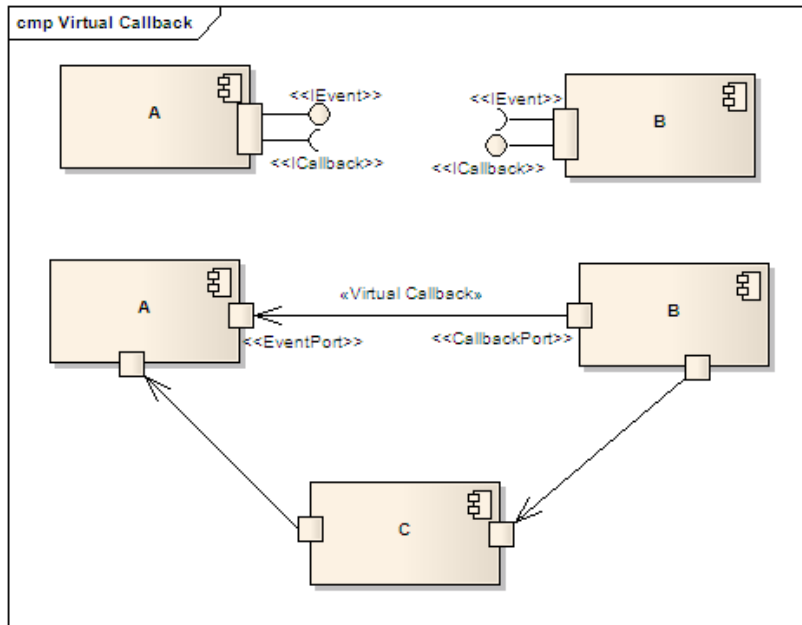 cmp Virtual Callback
A
<<IEvent>>
<<ICallback>>
<<IEvent>>
<<ICallback>>
B
A
«Virtual Callback»
<<EventPort>>
<<CallbackPort>>
B
C